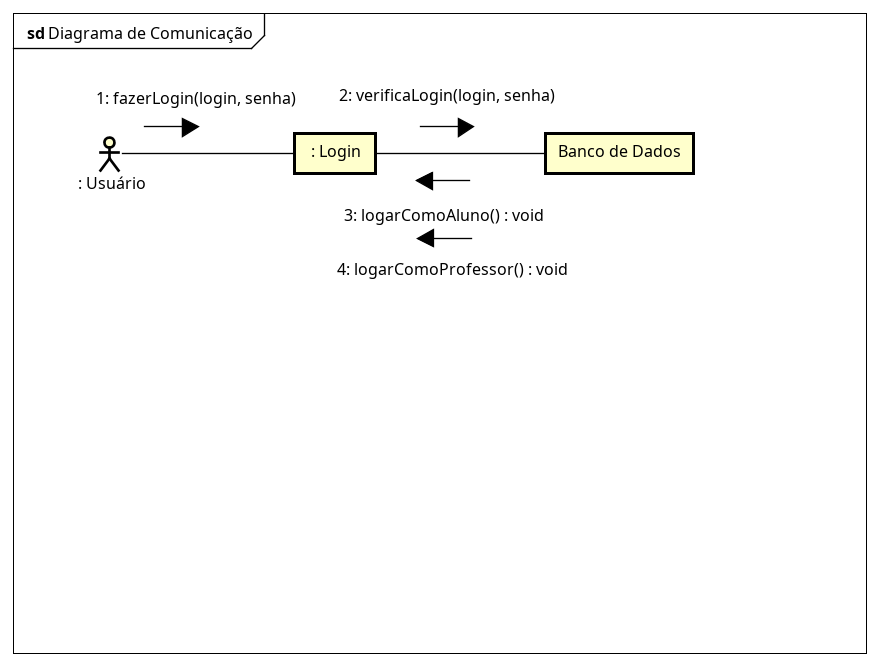 sd Diagrama de Comunicação
1: fazerLogin(login, senha)
2: verificaLogin(login, senha)
: Usuário
: Login
Banco de Dados
3: logarComoAluno() : void
4: logarComoProfessor() : void